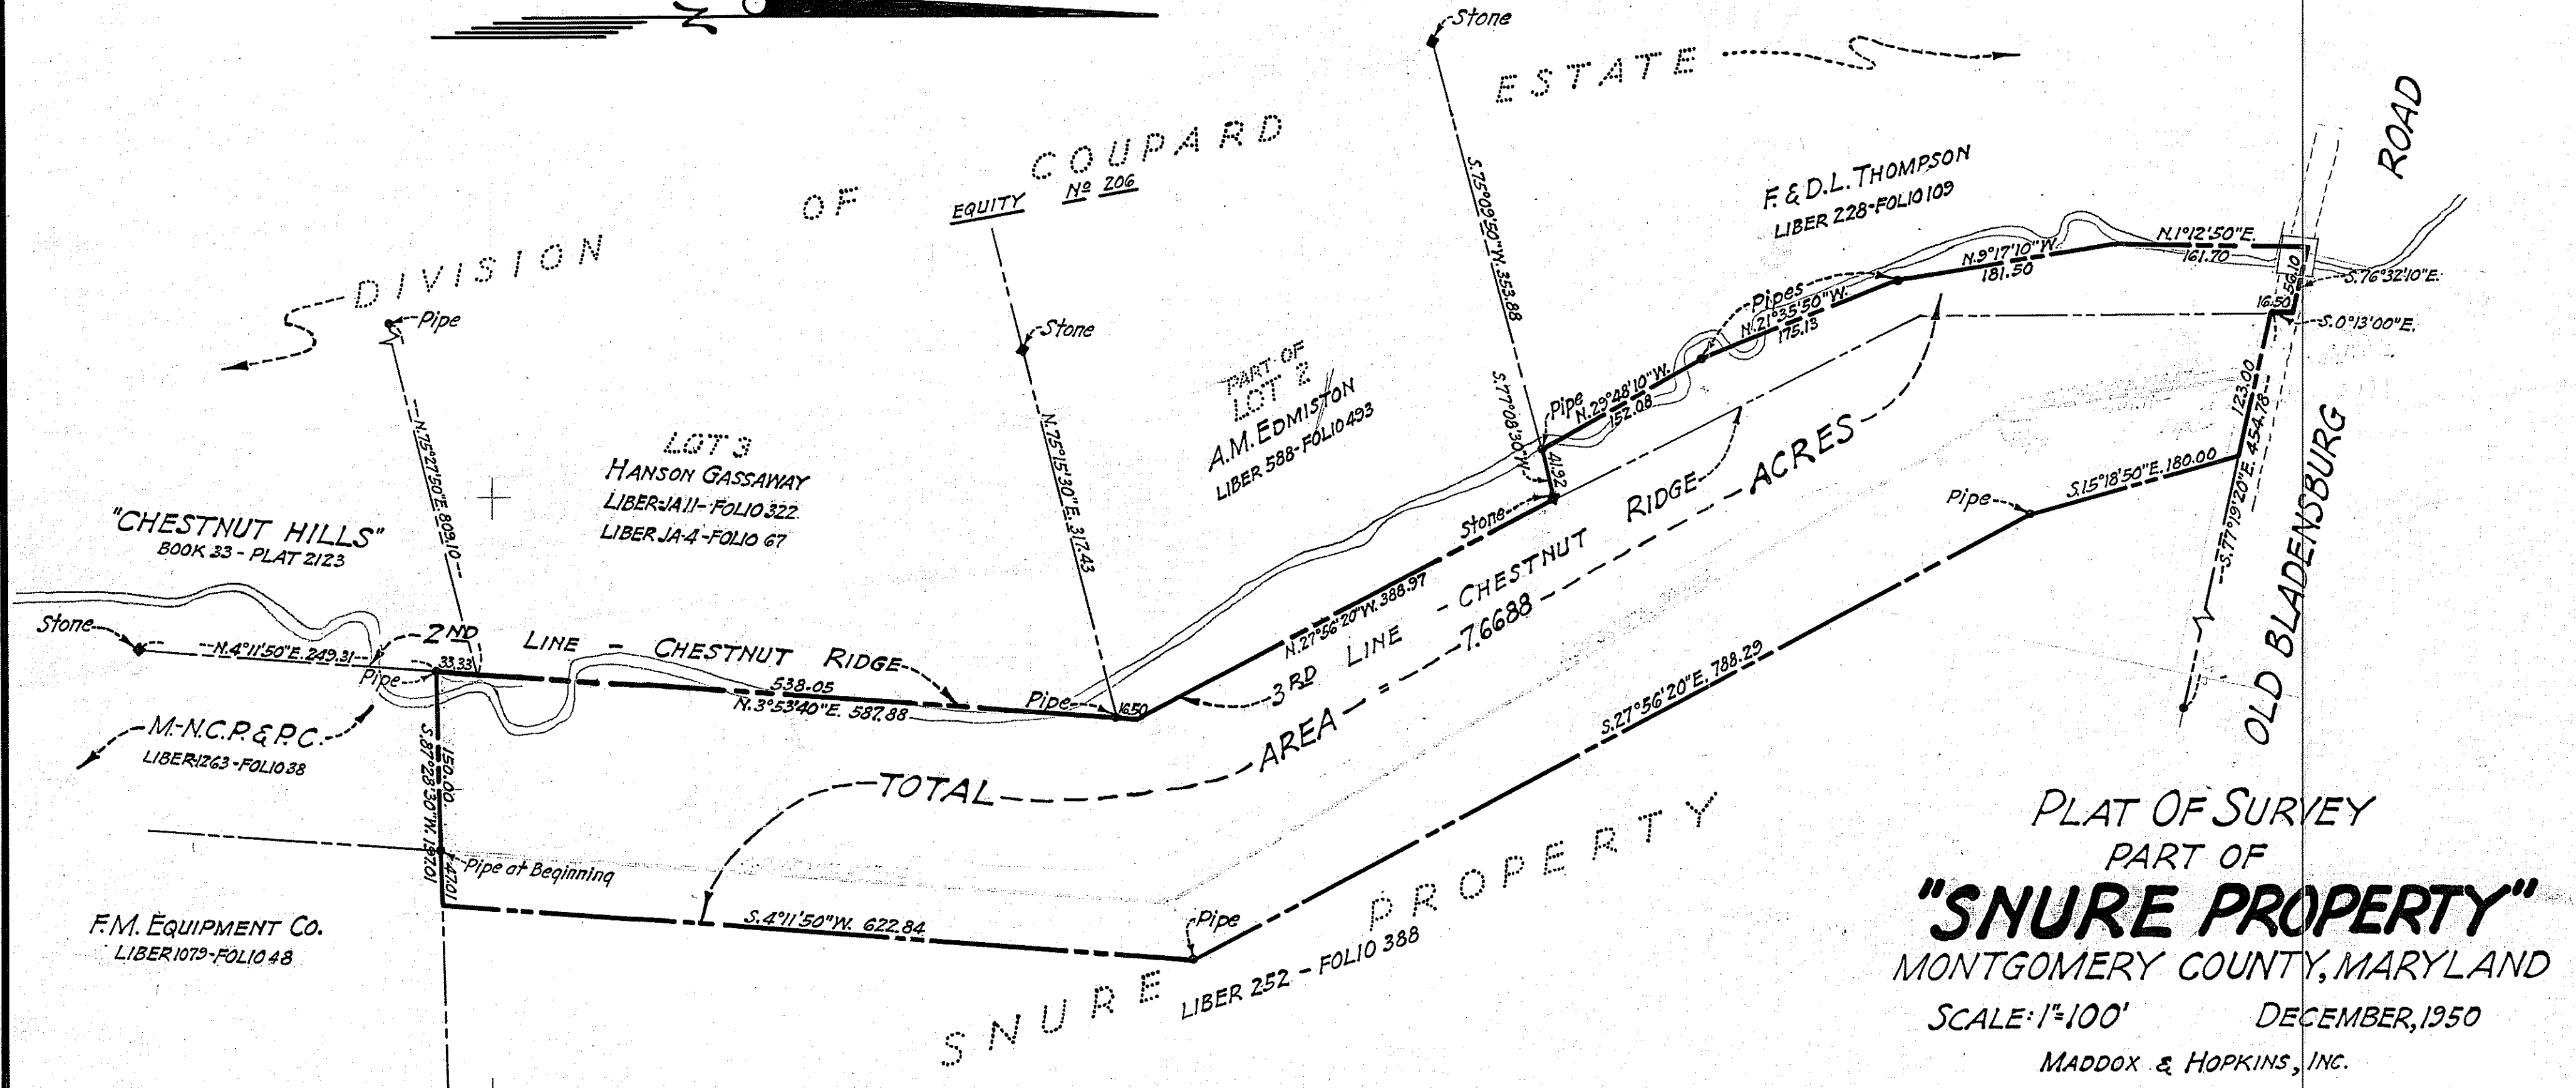 N
Stone
ESTATE
ROAD
DIVISION
OF
COUPARD
EQUITY No 206
F. & D.L. THOMPSON
LIBER 228-FOLIO 109
N.1°12'50"E.
161.70
N.9°17'10"W.
181.50
S.76°32'10"E.
56.10
16.50
S.0°13'00"E.
Pipes
N.21°35'50"W.
175.13
S.75°09'50"W. 353.88
Pipe
Stone
PART OF
LOT 2
A.M. EDMISTON
LIBER 588-FOLIO 493
S.77°08'30"W.
41.92
Pipe
N.29°48'10"W.
152.08
123.00
S.77°19'20"E. 454.78
OLD BLADENSBURG
N.75°27'50"E. 809.10
LOT 3
HANSON GASSAWAY
LIBER JA11-FOLIO 322
LIBER JA-4-FOLIO 67
N.75°15'30"E. 317.43
"CHESTNUT HILLS"
BOOK 33 - PLAT 2123
Stone
S.15°18'50"E. 180.00
Pipe
Stone
N.4°11'50"E. 249.31
2ND LINE - CHESTNUT RIDGE
33.33
Pipe
538.05
N.3°53'40"E. 587.88
Pipe
16.50
N.27°56'20"W. 388.97
3RD LINE - CHESTNUT RIDGE
TOTAL AREA = 7.6688 ACRES
M.-N.C.P. & P.C.
LIBER 1263-FOLIO 38
150.00
S.87°28'30"W. 197.01
47.01
Pipe at Beginning
S.27°56'20"E. 788.29
F.M. EQUIPMENT CO.
LIBER 1079-FOLIO 48
S.4°11'50"W. 622.84
Pipe
SNURE PROPERTY
LIBER 252 - FOLIO 388
PLAT OF SURVEY
PART OF
"SNURE PROPERTY"
MONTGOMERY COUNTY, MARYLAND
SCALE: 1"=100' DECEMBER, 1950
MADDOX & HOPKINS, INC.